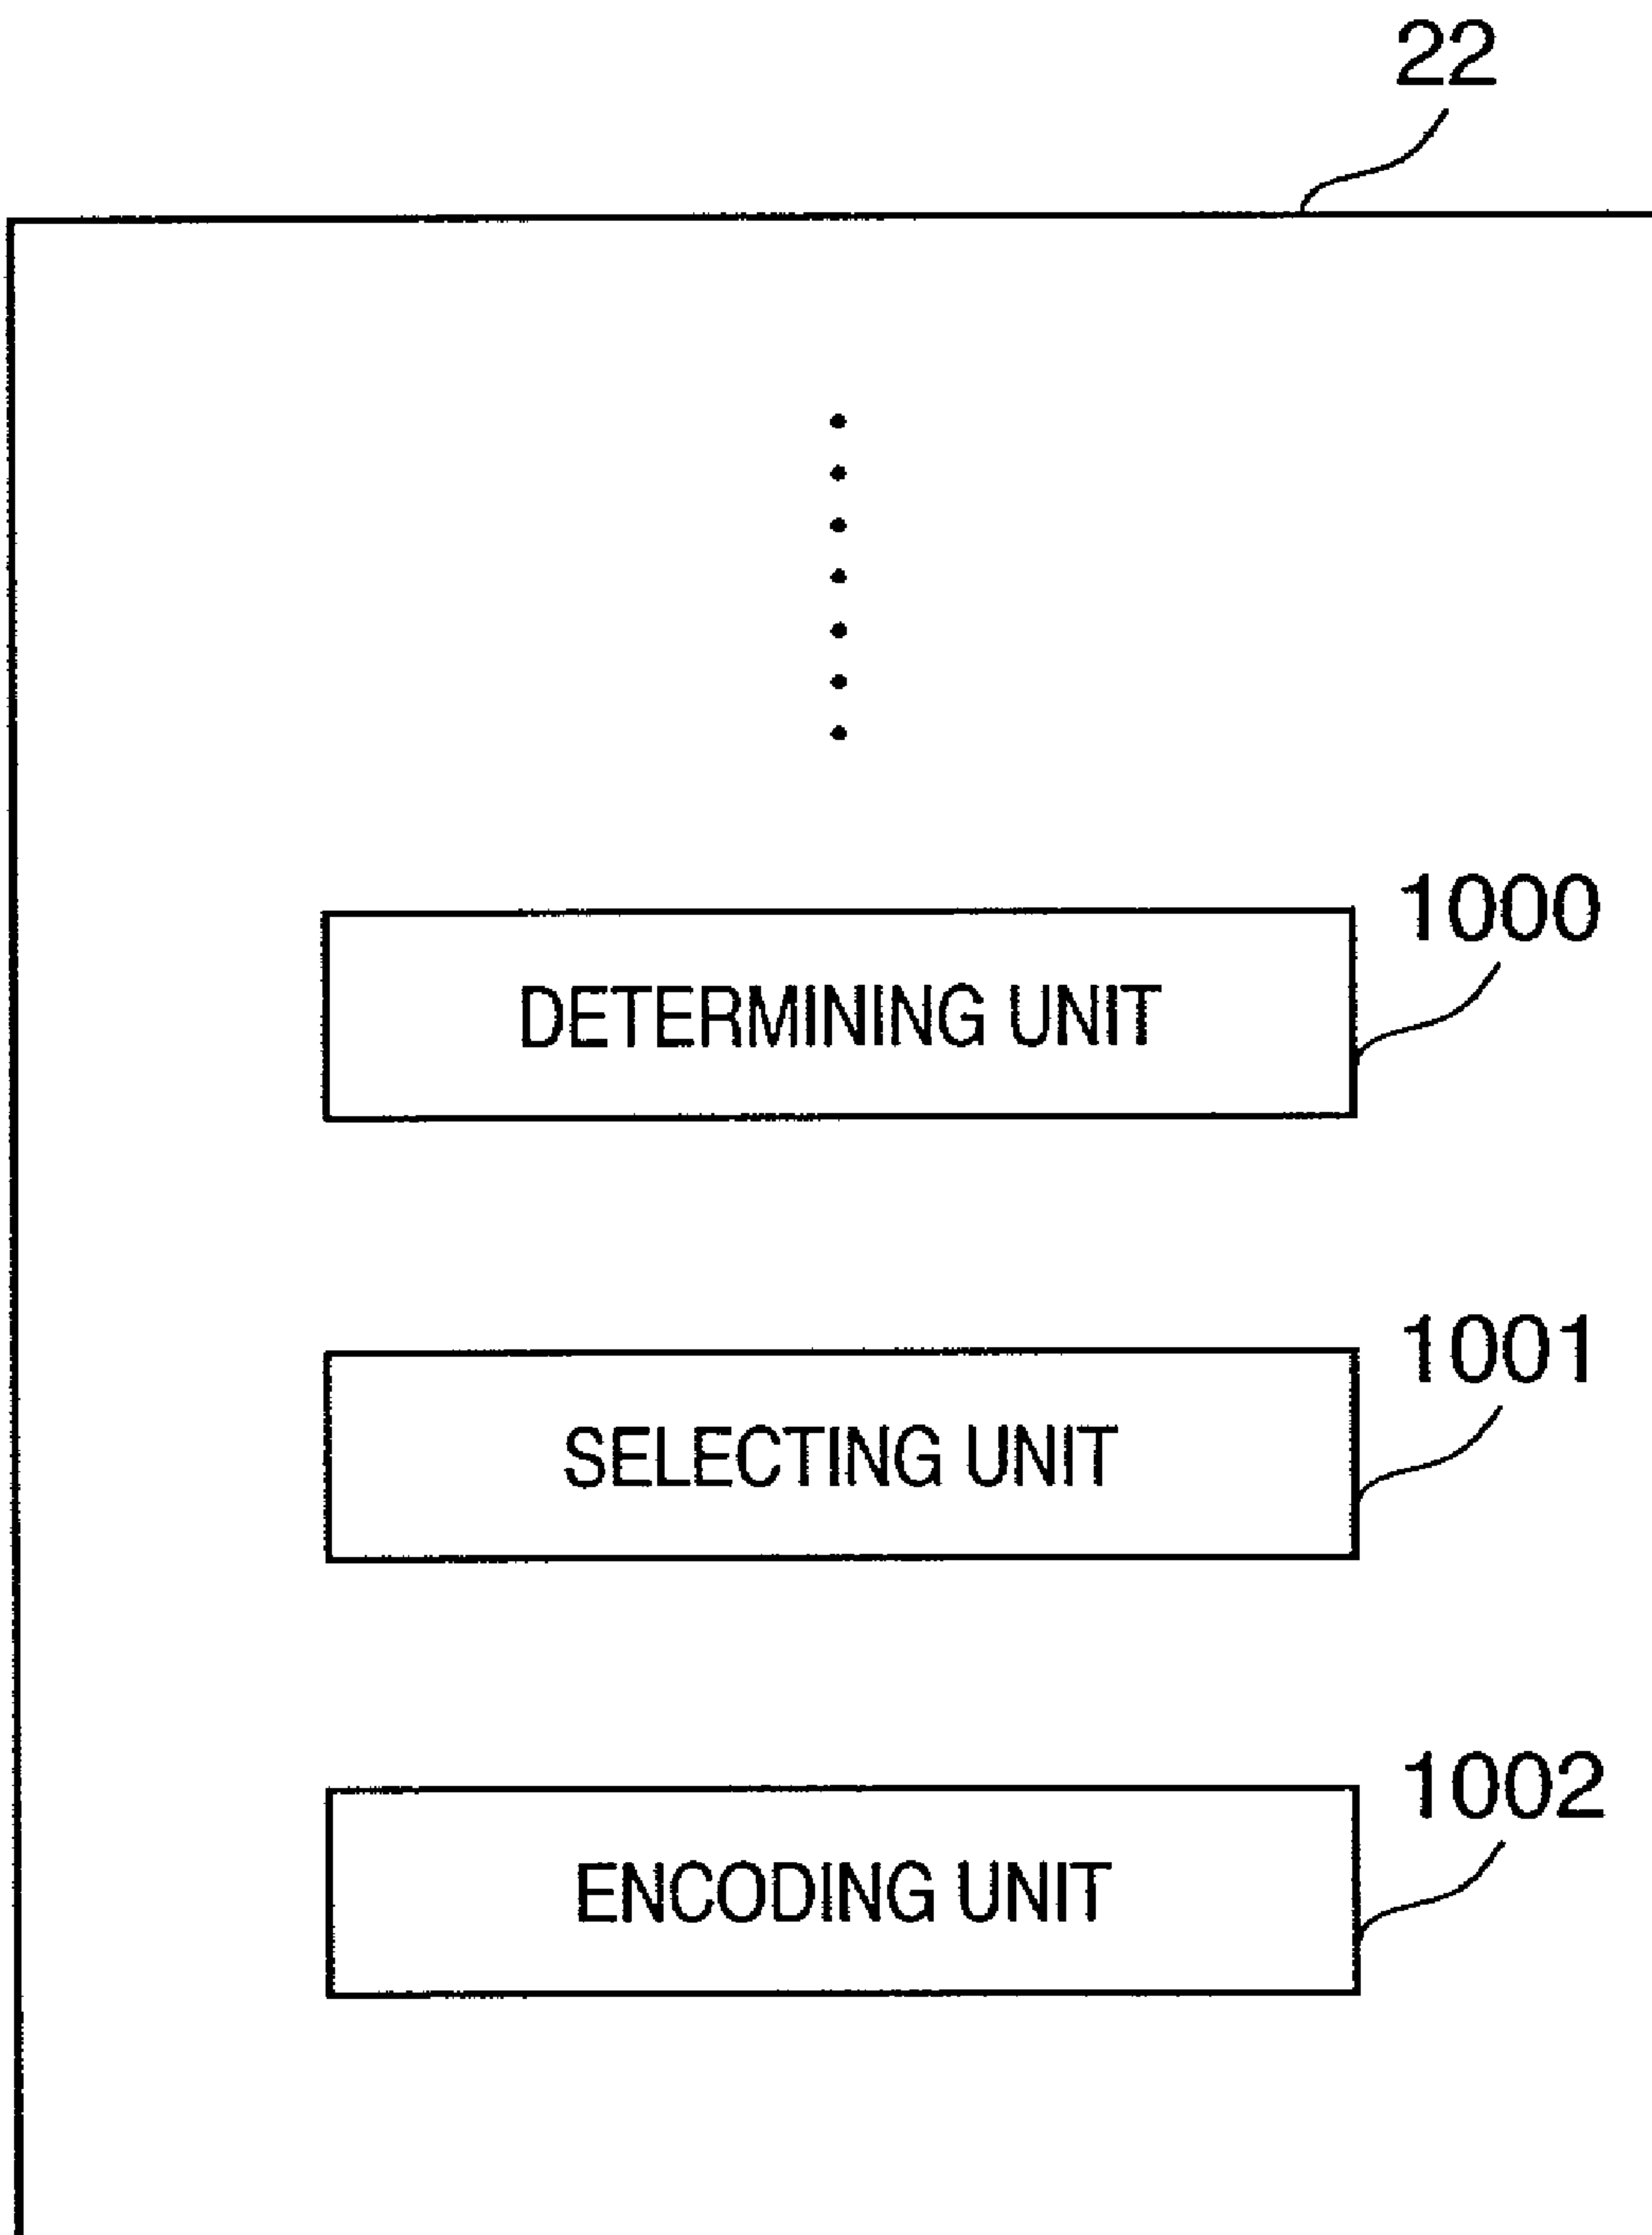 22
1000
DETERMINING UNIT
1001
SELECTING UNIT
1002
ENCODING UNIT